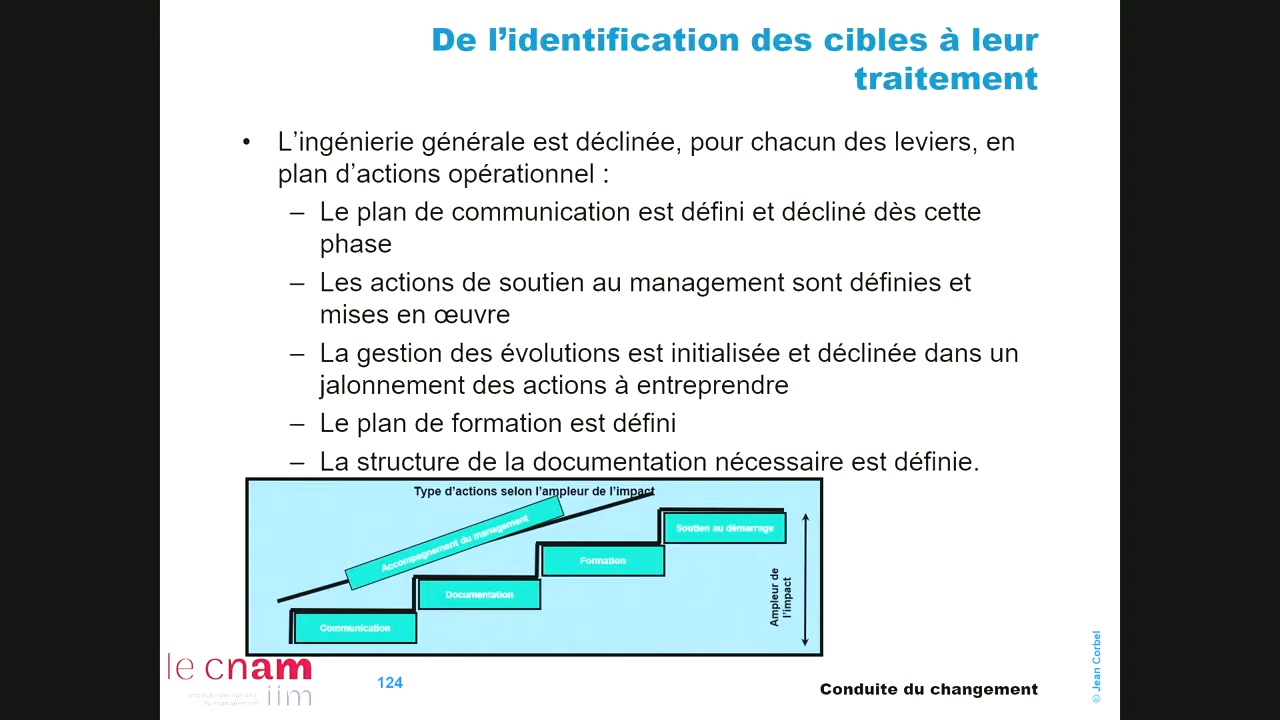 De l’identification des cibles à leur
traitement
• L’ingénierie générale est déclinée, pour chacun des leviers, en
plan d’actions opérationnel :
– Le plan de communication est défini et décliné dès cette
phase
– Les actions de soutien au management sont définies et
mises en œuvre
– La gestion des évolutions est initialisée et déclinée dans un
jalonnement des actions à entreprendre
– Le plan de formation est défini
– La structure de la documentation nécessaire est définie.
Type d’actions selon l’ampleur de l’impact
Accompagnement du management
Soutien au démarrage
Formation
Documentation
Communication
Ampleur de
l’impact
le cnam
institut international
du management
iim
124
Conduite du changement
© Jean Corbel